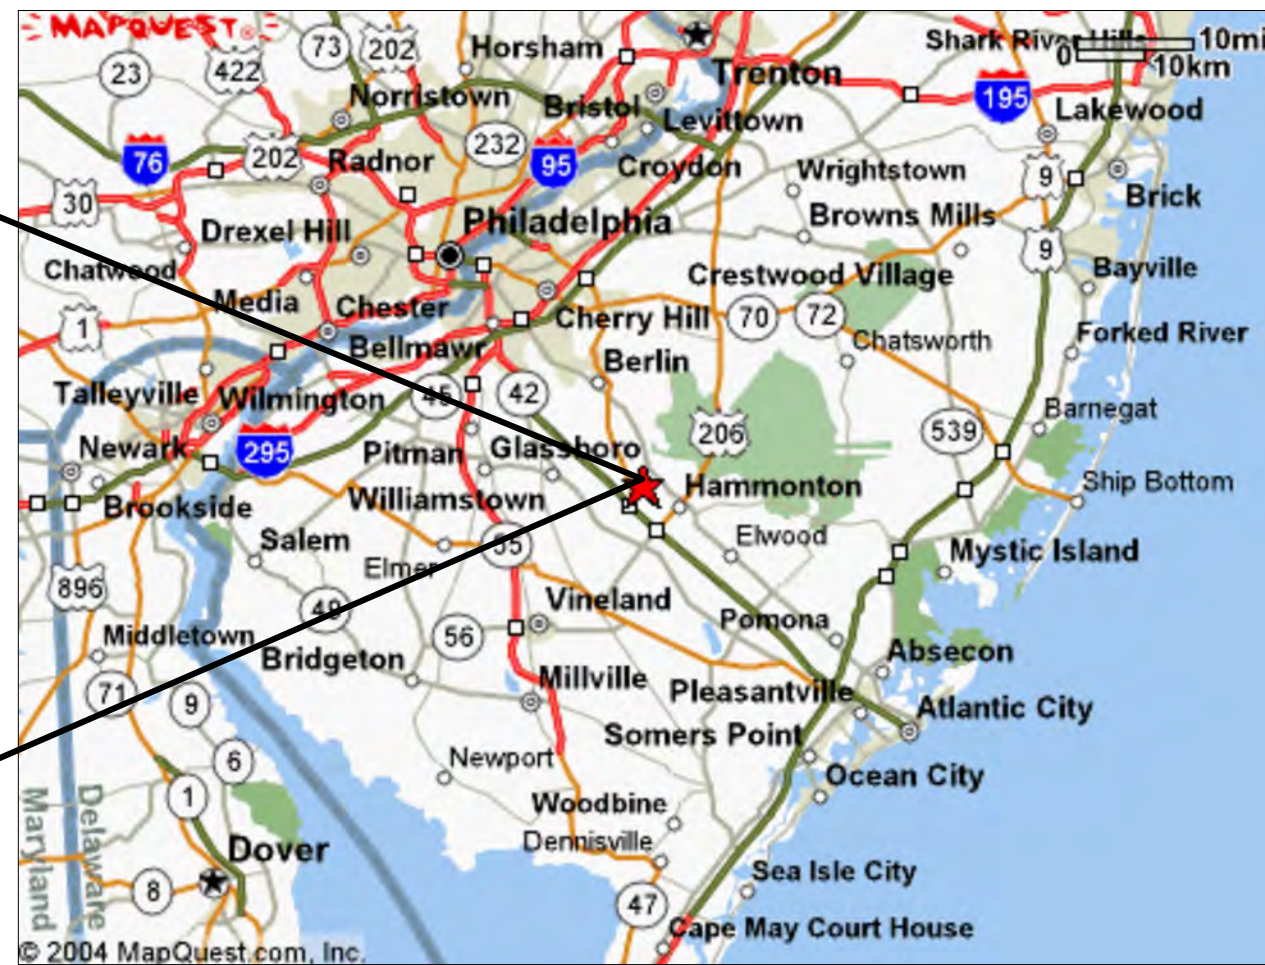 MAPQUEST
73
202
Horsham
Shark River Hills
10mi
0
10km
23
422
Trenton
Norristown
Bristol
195
Lakewood
Levittown
232
76
202
Radnor
95
Croydon
Wrightstown
9
Brick
30
Philadelphia
Browns Mills
Drexel Hill
9
Chatwood
Crestwood Village
Bayville
Media
Chester
Cherry Hill
70
72
1
Forked River
Bellmawr
Berlin
Chatsworth
Talleyville
Wilmington
45
42
Barnegat
206
539
Newark
295
Pitman
Glassboro
Ship Bottom
Brookside
Williamstown
Hammonton
Salem
55
Elwood
Mystic Island
Elmer
896
49
Vineland
Pomona
Middletown
56
Bridgeton
Absecon
71
9
Millville
Pleasantville
Atlantic City
Somers Point
6
Newport
Ocean City
1
Woodbine
Maryland
Delaware
Dennisville
Dover
Sea Isle City
8
47
Cape May Court House
© 2004 MapQuest.com, Inc.